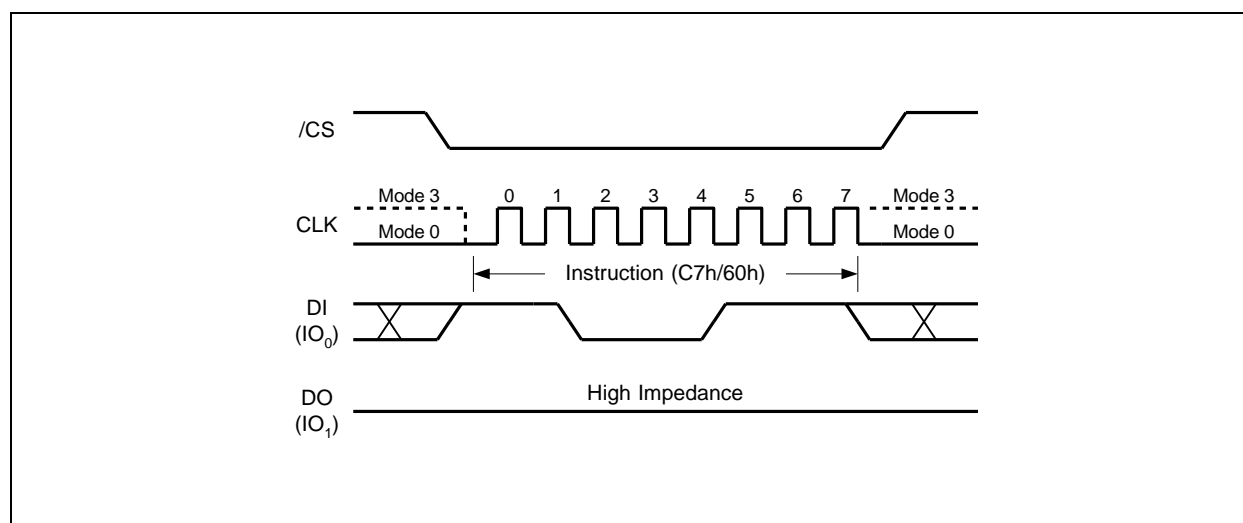 /CS
CLK
Mode 3
0 1 2 3 4 5 6 7
Mode 3
Mode 0
Mode 0
Instruction (C7h/60h)
DI
(IO0)
High Impedance
DO
(IO1)